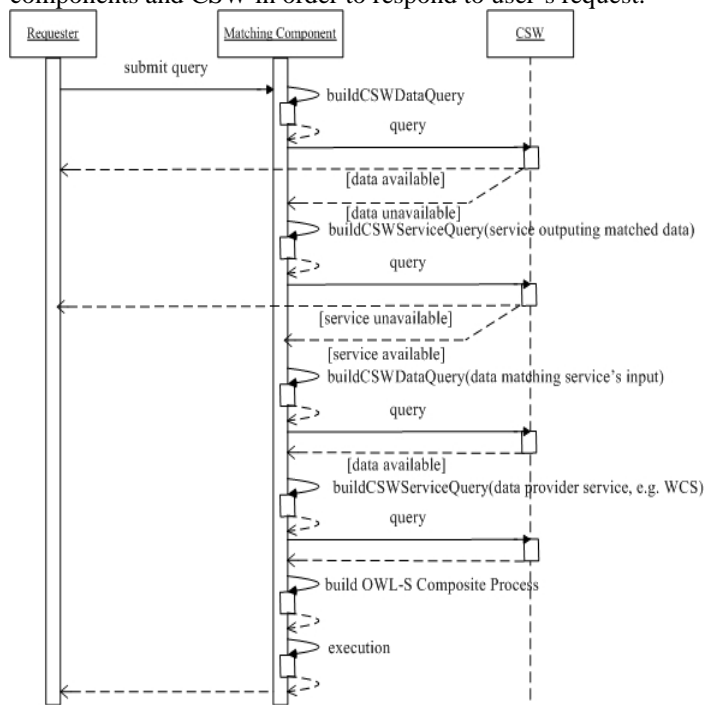 components and CSW in order to respond to user's request.
Requester
Matching Component
CSW
submit query
buildCSWDataQuery
query
[data available]
[data unavailable]
buildCSWServiceQuery(service outputing matched data)
query
[service unavailable]
[service available]
buildCSWDataQuery(data matching service's input)
query
[data available]
buildCSWServiceQuery(data provider service, e.g. WCS)
query
build OWL-S Composite Process
execution